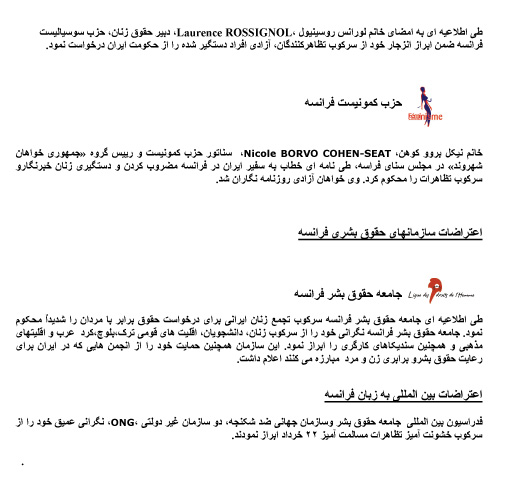 طی اطلاعیه ای به امضای خانم لورانس روسینیول ،Laurence ROSSIGNOL، دبیر حقوق زنان، حزب سوسیالیست
فرانسه ضمن ابراز انزجار خود از سرکوب تظاهرکنندگان، آزادی افراد دستگیر شده را از حکومت ایران درخواست نمود.
حزب کمونیست فرانسه
خانم نیکل بروو کوهن، Nicole BORVO COHEN-SEAT، سناتور حزب کمونیست و رییس گروه «جمهوری خواهان
شهروند» در مجلس سنای فراسه، طی نامه ای خطاب به سفیر ایران در فرانسه مضروب کردن و دستگیری زنان خبرنگارو
سرکوب تظاهرات را محکوم کرد. وی خواهان آزادی روزنامه نگاران شد.
اعتراضات سازمانهای حقوق بشری فرانسه
جامعه حقوق بشر فرانسه
Ligue des droits de l'Homme
طی اطلاعیه ای جامعه حقوق بشر فرانسه سرکوب تجمع زنان ایرانی برای درخواست حقوق برابر با مردان را شدیداً محکوم
نمود. جامعه حقوق بشر فرانسه نگرانی خود را از سرکوب زنان، دانشجویان، اقلیت های قومی ترک،بلوچ،کرد عرب و اقلیتهای
مذهبی و همچنین سندیکاهای کارگری را ابراز نمود. این سازمان همچنین حمایت خود را از انجمن هایی که در ایران برای
رعایت حقوق بشرو برابری زن و مرد مبارزه می کنند اعلام داشت.
اعتراضات بین المللی به زبان فرانسه
فدراسیون بین المللی جامعه حقوق بشر وسازمان جهانی ضد شکنجه، دو سازمان غیر دولتی ،ONG، نگرانی عمیق خود را از
سرکوب خشونت آمیز تظاهرات مسالمت آمیز ۲۲ خرداد ابراز نمودند.
.